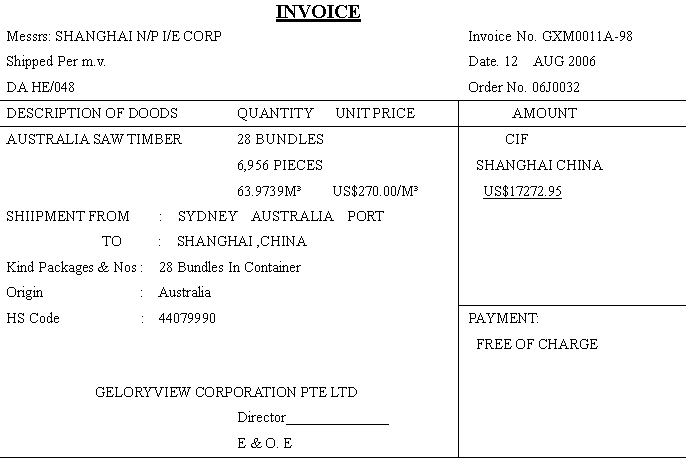 INVOICE
Messrs: SHANGHAI N/P I/E CORP Invoice No. GXM0011A-98
Shipped Per m.v. Date. 12 AUG 2006
DA HE/048 Order No. 06J0032
DESCRIPTION OF DOODS QUANTITY UNIT PRICE AMOUNT
AUSTRALIA SAW TIMBER 28 BUNDLES CIF
6,956 PIECES SHANGHAI CHINA
63.9739M³ US$270.00/M³ US$17272.95
SHIIPMENT FROM : SYDNEY AUSTRALIA PORT
TO : SHANGHAI ,CHINA
Kind Packages & Nos : 28 Bundles In Container
Origin : Australia
HS Code : 44079990 PAYMENT:
FREE OF CHARGE
GELORYVIEW CORPORATION PTE LTD
Director
E & O. E